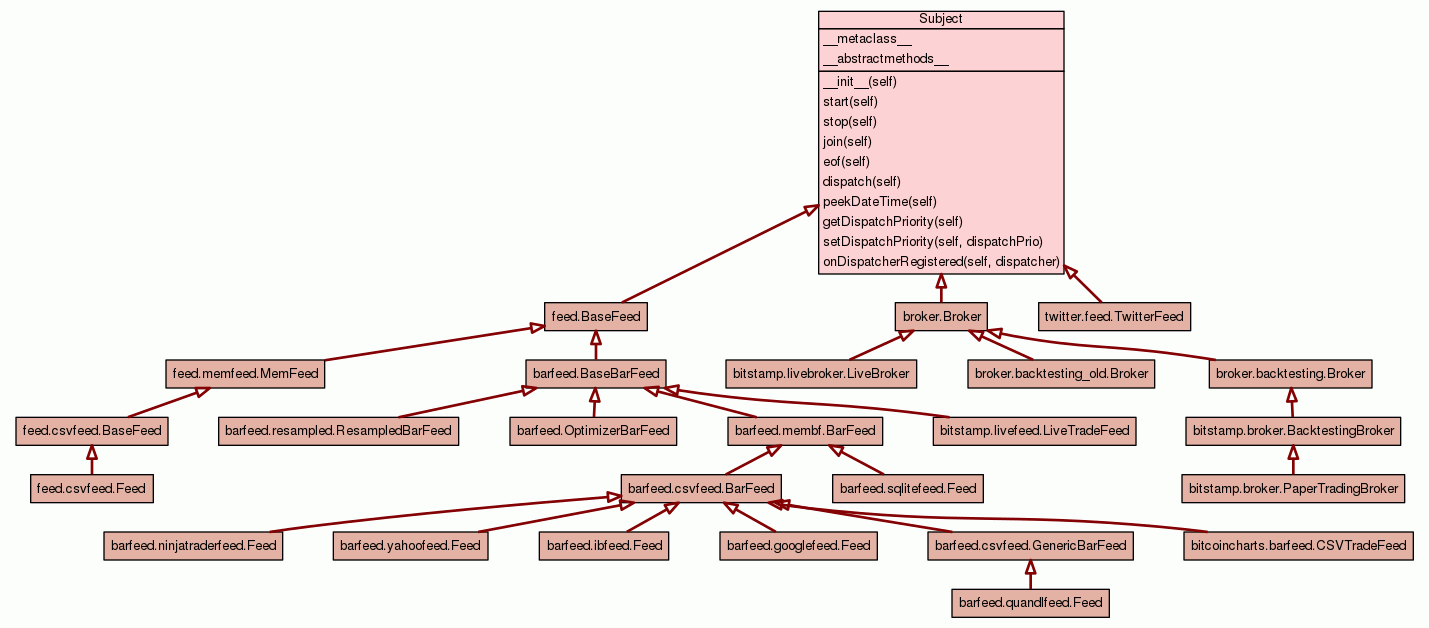 Subject
__metaclass__
__abstractmethods__
__init__(self)
start(self)
stop(self)
join(self)
eof(self)
dispatch(self)
peekDateTime(self)
getDispatchPriority(self)
setDispatchPriority(self, dispatchPrio)
onDispatcherRegistered(self, dispatcher)
feed.BaseFeed
broker.Broker
twitter.feed.TwitterFeed
feed.memfeed.MemFeed
barfeed.BaseBarFeed
bitstamp.livebroker.LiveBroker
broker.backtesting_old.Broker
broker.backtesting.Broker
feed.csvfeed.BaseFeed
barfeed.resampled.ResampledBarFeed
barfeed.OptimizerBarFeed
barfeed.membf.BarFeed
bitstamp.livefeed.LiveTradeFeed
bitstamp.broker.BacktestingBroker
feed.csvfeed.Feed
barfeed.csvfeed.BarFeed
barfeed.sqlitefeed.Feed
bitstamp.broker.PaperTradingBroker
barfeed.ninjatraderfeed.Feed
barfeed.yahoofeed.Feed
barfeed.ibfeed.Feed
barfeed.googlefeed.Feed
barfeed.csvfeed.GenericBarFeed
bitcoincharts.barfeed.CSVTradeFeed
barfeed.quandlfeed.Feed